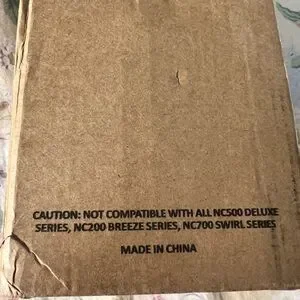 CAUTION: NOT COMPATIBLE WITH ALL NC500 DELUXE
SERIES, NC200 BREEZE SERIES, NC700 SWIRL SERIES
MADE IN CHINA